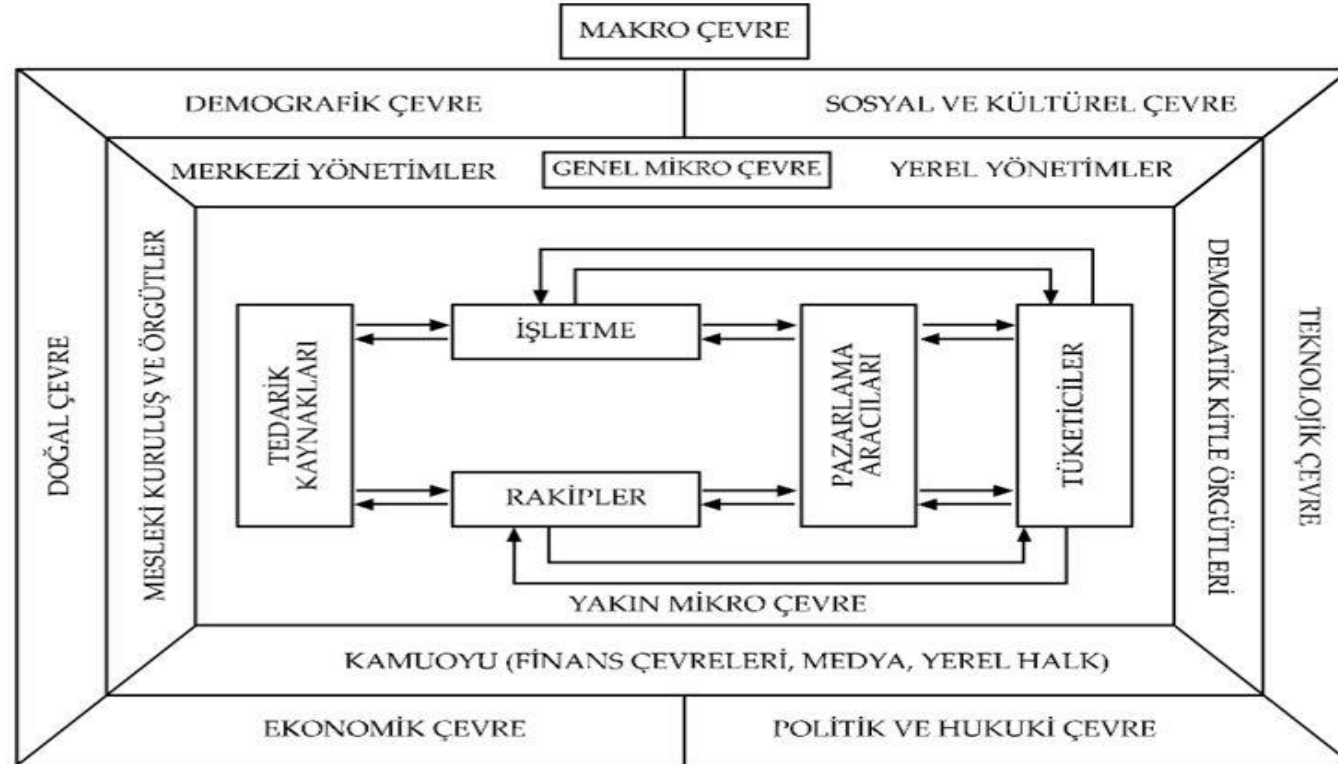 MAKRO ÇEVRE
DEMOGRAFİK ÇEVRE
SOSYAL VE KÜLTÜREL ÇEVRE
MERKEZİ YÖNETİMLER
GENEL MİKRO ÇEVRE
YEREL YÖNETİMLER
DOĞAL ÇEVRE
MESLEKİ KURULUŞ VE ÖRGÜTLER
TEDARİK
KAYNAKLARI
İŞLETME
RAKİPLER
PAZARLAMA
ARACILARI
TÜKETİCİLER
DEMOKRATİK KİTLE ÖRGÜTLERİ
TEKNOLOJİK ÇEVRE
YAKIN MİKRO ÇEVRE
KAMUOYU (FİNANS ÇEVRELERİ, MEDYA, YEREL HALK)
EKONOMİK ÇEVRE
POLİTİK VE HUKUKİ ÇEVRE